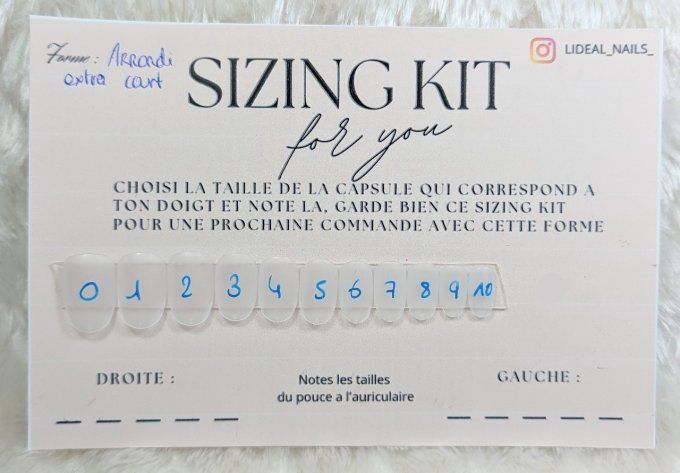 Forme : Arrondi
extra court
LIDEAL_NAILS_
SIZING KIT
for you
CHOISI LA TAILLE DE LA CAPSULE QUI CORRESPOND A
TON DOIGT ET NOTE LA, GARDE BIEN CE SIZING KIT
POUR UNE PROCHAINE COMMANDE AVEC CETTE FORME
0 1 2 3 4 5 6 7 8 9 10
DROITE :
Notes les tailles
du pouce a l'auriculaire
GAUCHE :